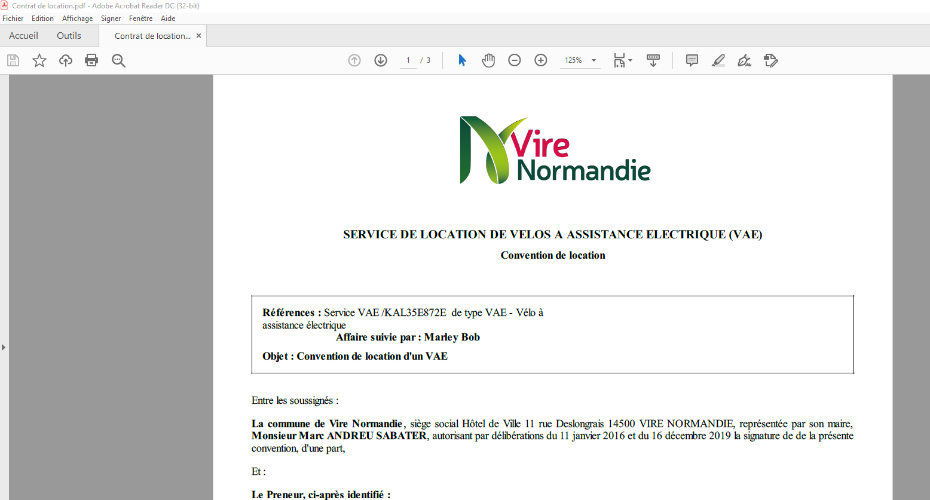 Contrat de location.pdf - Adobe Acrobat Reader DC (32-bit)
Fichier Edition Affichage Signer Fenêtre Aide
Accueil Outils Contrat de location... ×
1 / 3 125%
Vire
Normandie
SERVICE DE LOCATION DE VELOS A ASSISTANCE ELECTRIQUE (VAE)
Convention de location
Références : Service VAE /KAL35E872E de type VAE - Vélo à
assistance électrique
Affaire suivie par : Marley Bob
Objet : Convention de location d'un VAE
Entre les soussignés :
La commune de Vire Normandie, siège social Hôtel de Ville 11 rue Deslongrais 14500 VIRE NORMANDIE, représentée par son maire,
Monsieur Marc ANDREU SABATER, autorisant par délibérations du 11 janvier 2016 et du 16 décembre 2019 la signature de de la présente
convention, d'une part,
Et :
Le Preneur, ci-après identifié :